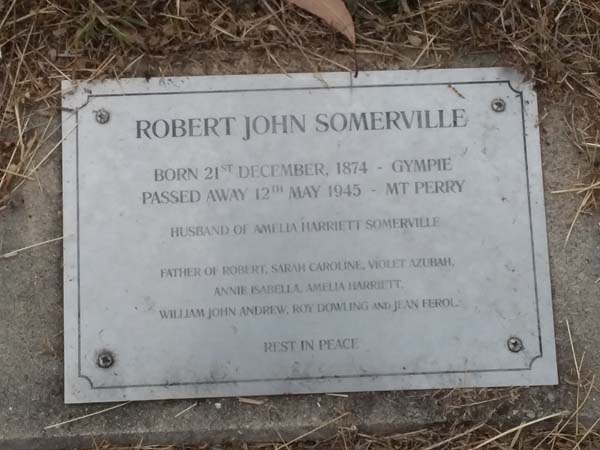 ROBERT JOHN SOMERVILLE
BORN 21ST DECEMBER, 1874 - GYMPIE
PASSED AWAY 12TH MAY 1945 - MT PERRY
HUSBAND OF AMELIA HARRIETT SOMERVILLE
FATHER OF ROBERT, SARAH CAROLINE, VIOLET AZUBAH,
ANNIE ISABELLA, AMELIA HARRIETT,
WILLIAM JOHN ANDREW, ROY DOWLING AND JEAN FEROL.
REST IN PEACE